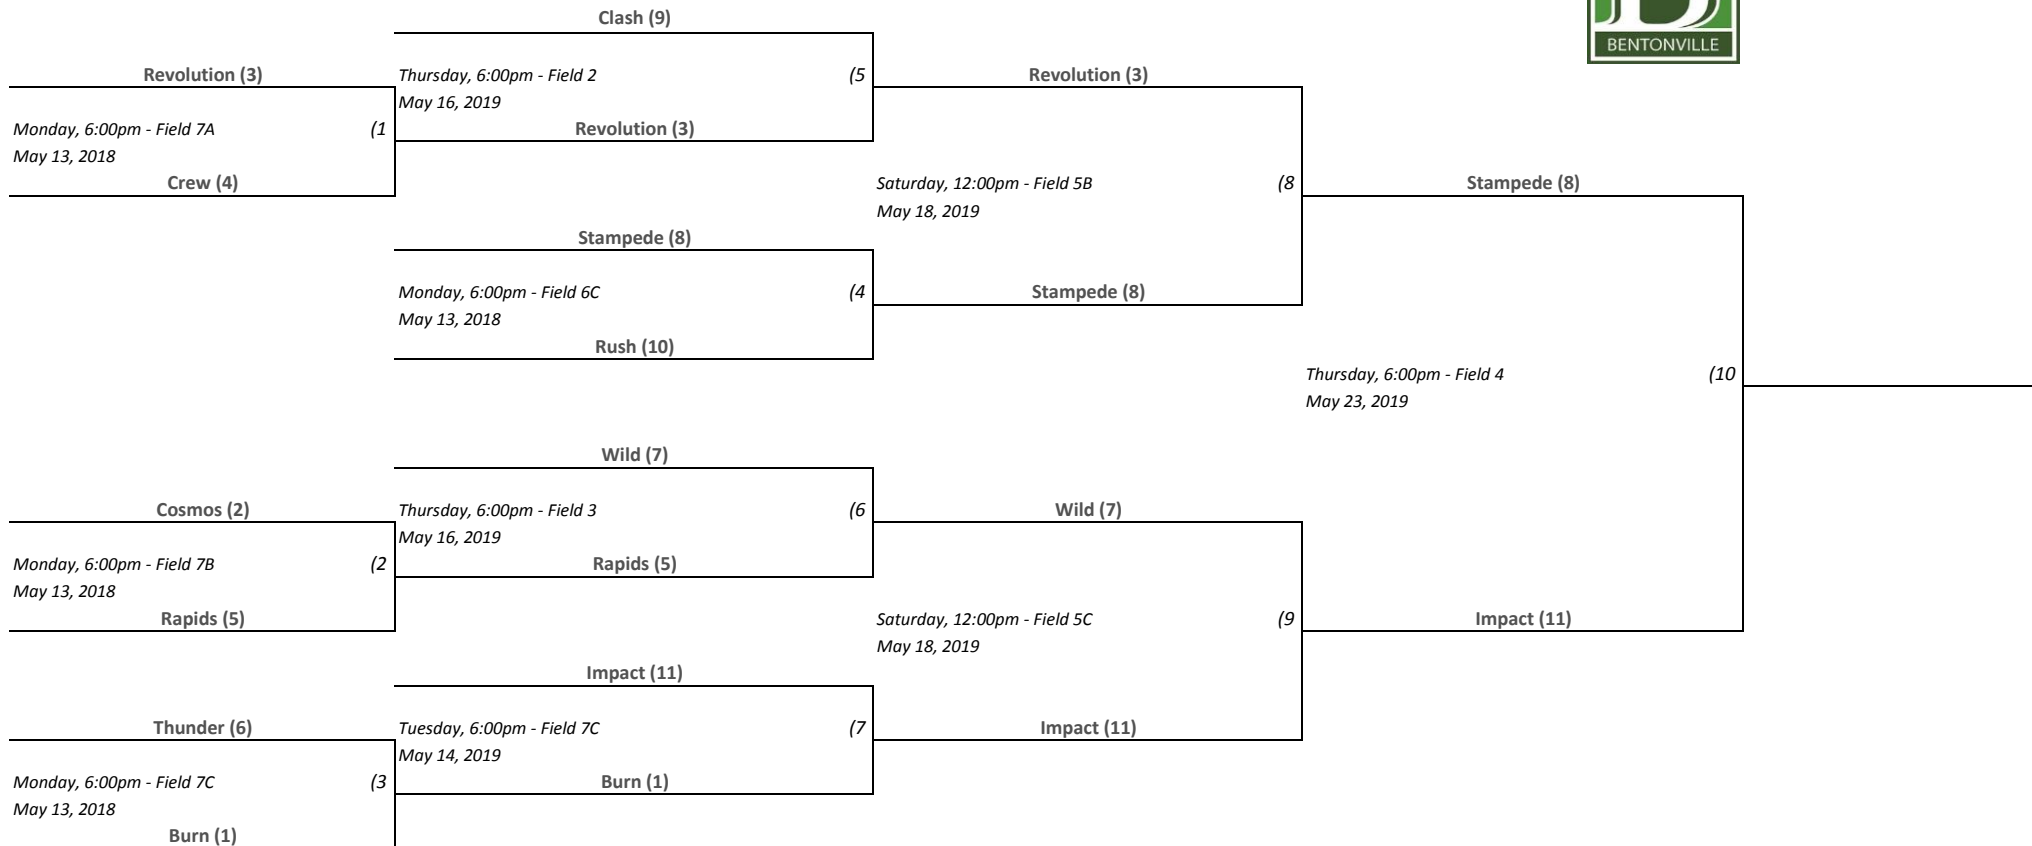 Clash (9)
BENTONVILLE
Revolution (3)
Thursday, 6:00pm - Field 2 (5
Revolution (3)
May 16, 2019
Monday, 6:00pm - Field 7A (1
Revolution (3)
May 13, 2018
Crew (4)
Saturday, 12:00pm - Field 5B (8
Stampede (8)
May 18, 2019
Stampede (8)
Monday, 6:00pm - Field 6C (4
Stampede (8)
May 13, 2018
Rush (10)
Thursday, 6:00pm - Field 4 (10
May 23, 2019
Wild (7)
Cosmos (2)
Thursday, 6:00pm - Field 3 (6
Wild (7)
May 16, 2019
Monday, 6:00pm - Field 7B (2
Rapids (5)
May 13, 2018
Rapids (5)
Saturday, 12:00pm - Field 5C (9
Impact (11)
May 18, 2019
Impact (11)
Thunder (6)
Tuesday, 6:00pm - Field 7C (7
Impact (11)
May 14, 2019
Monday, 6:00pm - Field 7C (3
Burn (1)
May 13, 2018
Burn (1)